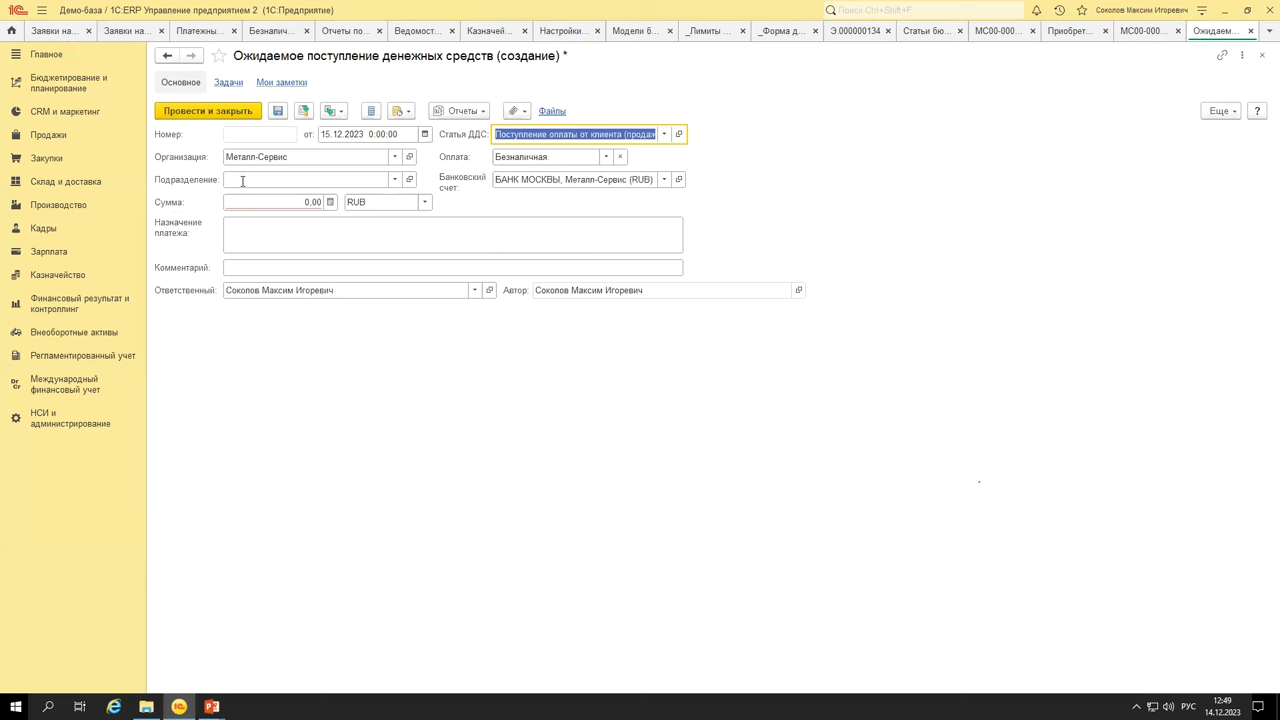 Демо-база / 1С:ERP Управление предприятием 2 (1С:Предприятие)
Поиск Ctrl+Shift+F
Соколов Максим Игоревич
Заявки на...
Заявки на...
Платежны...
Безналич...
Отчеты по...
Ведомост...
Казначей...
Настройки...
Модели б...
_Лимиты ...
_Форма д...
Э.000000134
Статьи бю...
МС00-000...
Приобрет...
МС00-000...
Ожидаем...
Главное
Бюджетирование и
планирование
CRM и маркетинг
Продажи
Закупки
Склад и доставка
Производство
Кадры
Зарплата
Казначейство
Финансовый результат и
контроллинг
Внеоборотные активы
Регламентированный учет
Международный
финансовый учет
НСИ и
администрирование
Ожидаемое поступление денежных средств (создание) *
Основное Задачи Мои заметки
Провести и закрыть Отчеты Файлы Еще ?
Номер: от: 15.12.2023 0:00:00 Статья ДДС: Поступление оплаты от клиента (продаж
Организация: Металл-Сервис Оплата: Безналичная
Подразделение: Банковский
счет: БАНК МОСКВЫ, Металл-Сервис (RUB)
Сумма: 0,00 RUB
Назначение
платежа:
Комментарий:
Ответственный: Соколов Максим Игоревич Автор: Соколов Максим Игоревич
РУС
12:49
14.12.2023